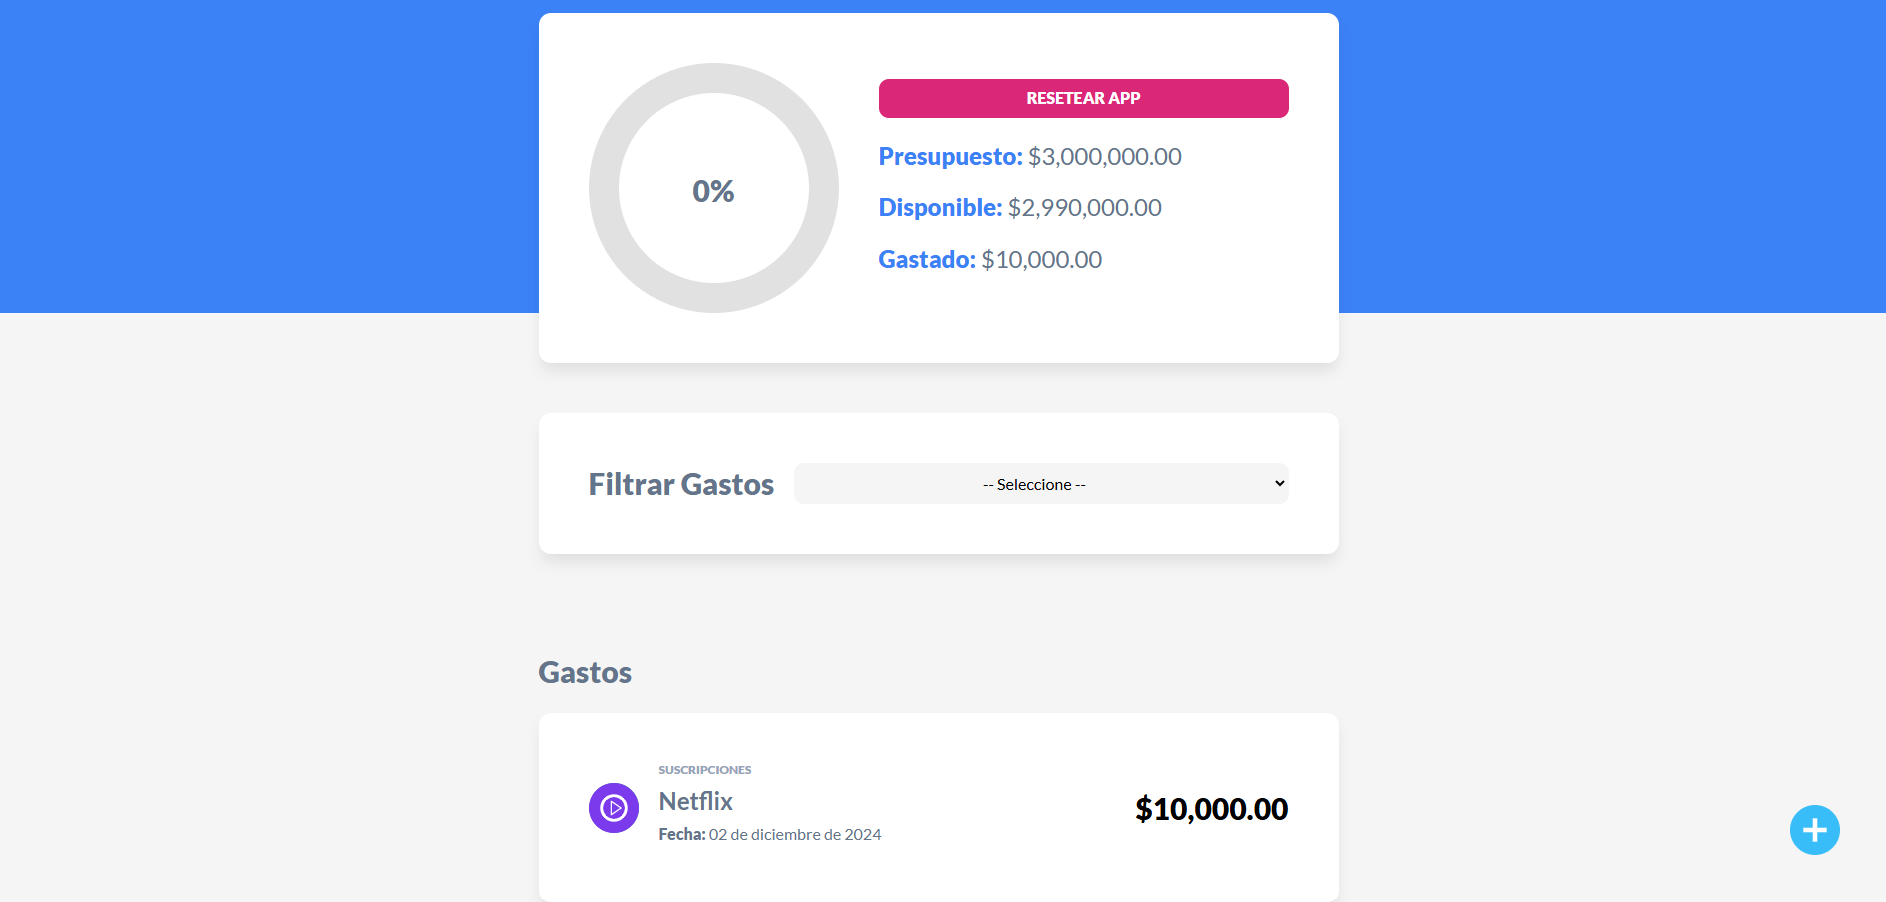 0%
RESETEAR APP
Presupuesto: $3,000,000.00
Disponible: $2,990,000.00
Gastado: $10,000.00
Filtrar Gastos
-- Seleccione --
Gastos
SUSCRIPCIONES
Netflix
Fecha: 02 de diciembre de 2024
$10,000.00